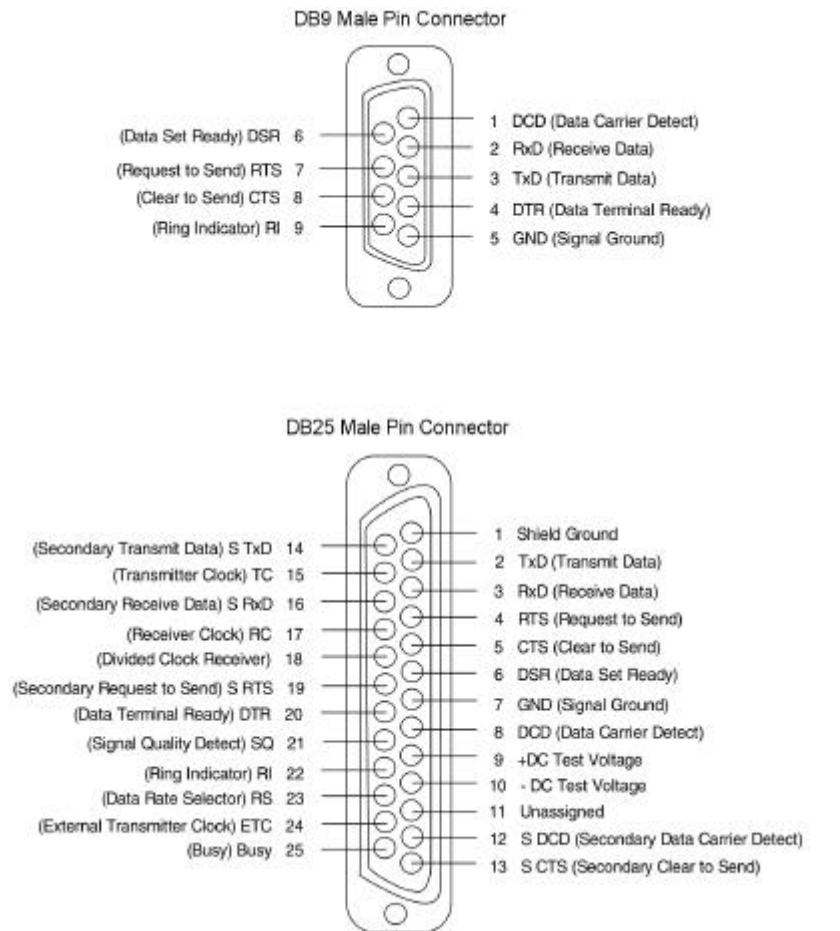 DB9 Male Pin Connector
(Data Set Ready) DSR 6
(Request to Send) RTS 7
(Clear to Send) CTS 8
(Ring Indicator) RI 9
1 DCD (Data Carrier Detect)
2 RxD (Receive Data)
3 TxD (Transmit Data)
4 DTR (Data Terminal Ready)
5 GND (Signal Ground)
DB25 Male Pin Connector
(Secondary Transmit Data) S TxD 14
(Transmitter Clock) TC 15
(Secondary Receive Data) S RxD 16
(Receiver Clock) RC 17
(Divided Clock Receiver) 18
(Secondary Request to Send) S RTS 19
(Data Terminal Ready) DTR 20
(Signal Quality Detect) SQ 21
(Ring Indicator) RI 22
(Data Rate Selector) RS 23
(External Transmitter Clock) ETC 24
(Busy) Busy 25
1 Shield Ground
2 TxD (Transmit Data)
3 RxD (Receive Data)
4 RTS (Request to Send)
5 CTS (Clear to Send)
6 DSR (Data Set Ready)
7 GND (Signal Ground)
8 DCD (Data Carrier Detect)
9 +DC Test Voltage
10 - DC Test Voltage
11 Unassigned
12 S DCD (Secondary Data Carrier Detect)
13 S CTS (Secondary Clear to Send)